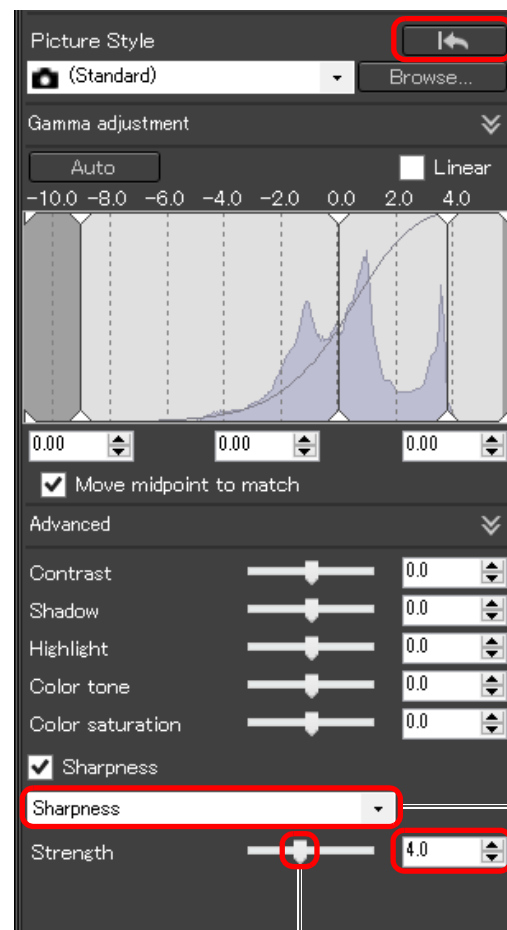 Picture Style
(Standard)
Browse...
Gamma adjustment
Auto
Linear
-10.0 -8.0 -6.0 -4.0 -2.0 0.0 2.0 4.0
0.00 0.00 0.00
Move midpoint to match
Advanced
Contrast 0.0
Shadow 0.0
Highlight 0.0
Color tone 0.0
Color saturation 0.0
Sharpness
Sharpness
Strength 4.0